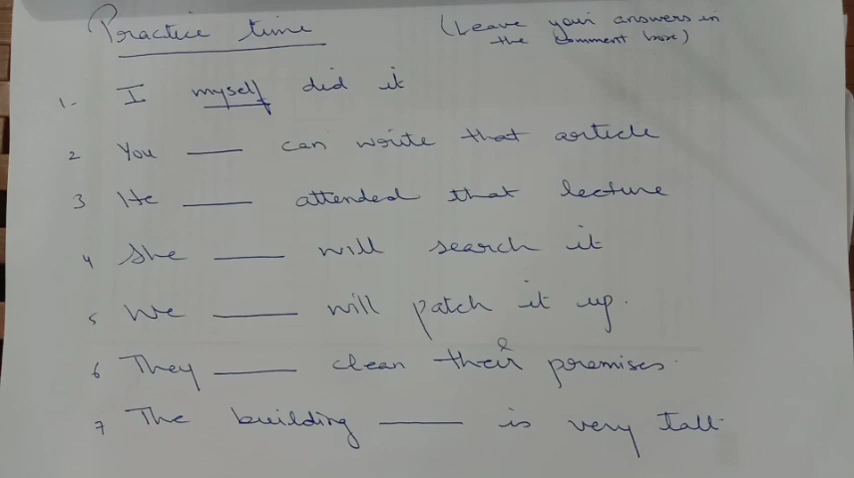 Practice time
(Leave your answers in
the comment box)
1- I myself did it
2 You ____ can write that article
3 He ____ attended that lecture
4 She ____ will search it
5 We ____ will patch it up.
6 They ____ clean their premises.
7 The building ____ is very tall.